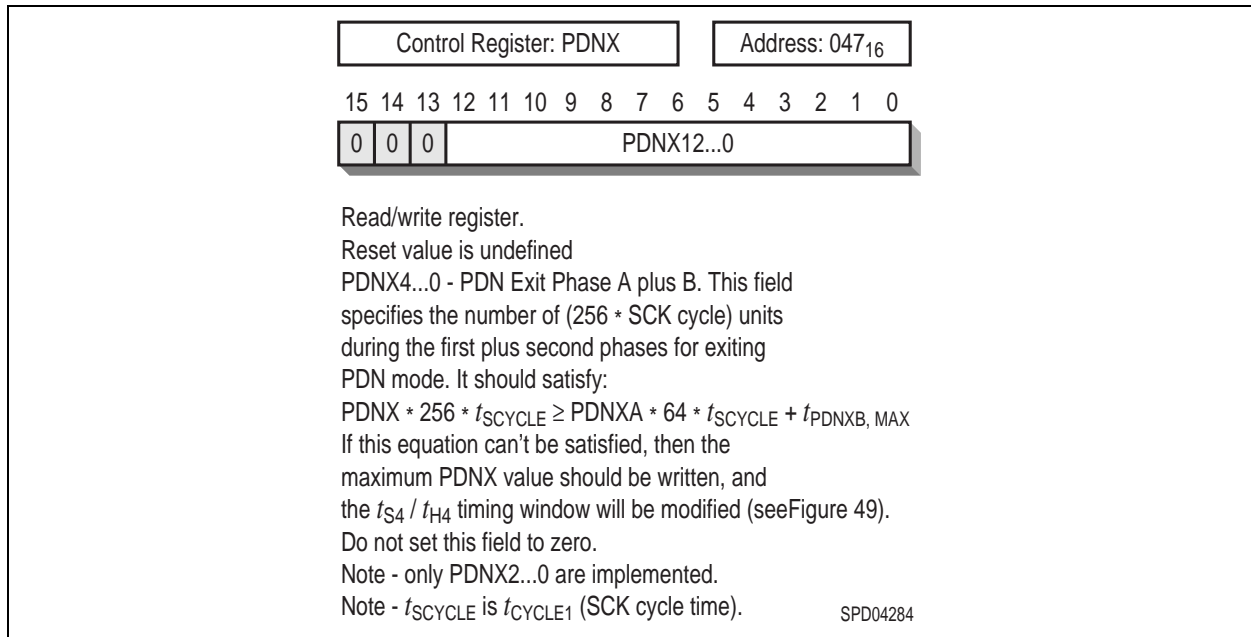 Control Register: PDNX Address: 047₁₆
15 14 13 12 11 10 9 8 7 6 5 4 3 2 1 0
0 0 0 PDNX12...0
Read/write register.
Reset value is undefined
PDNX4...0 - PDN Exit Phase A plus B. This field
specifies the number of (256 * SCK cycle) units
during the first plus second phases for exiting
PDN mode. It should satisfy:
PDNX * 256 * tSCYCLE ≥ PDNXA * 64 * tSCYCLE + tPDNXB, MAX
If this equation can't be satisfied, then the
maximum PDNX value should be written, and
the tS4 / tH4 timing window will be modified (seeFigure 49).
Do not set this field to zero.
Note - only PDNX2...0 are implemented.
Note - tSCYCLE is tCYCLE1 (SCK cycle time).
SPD04284